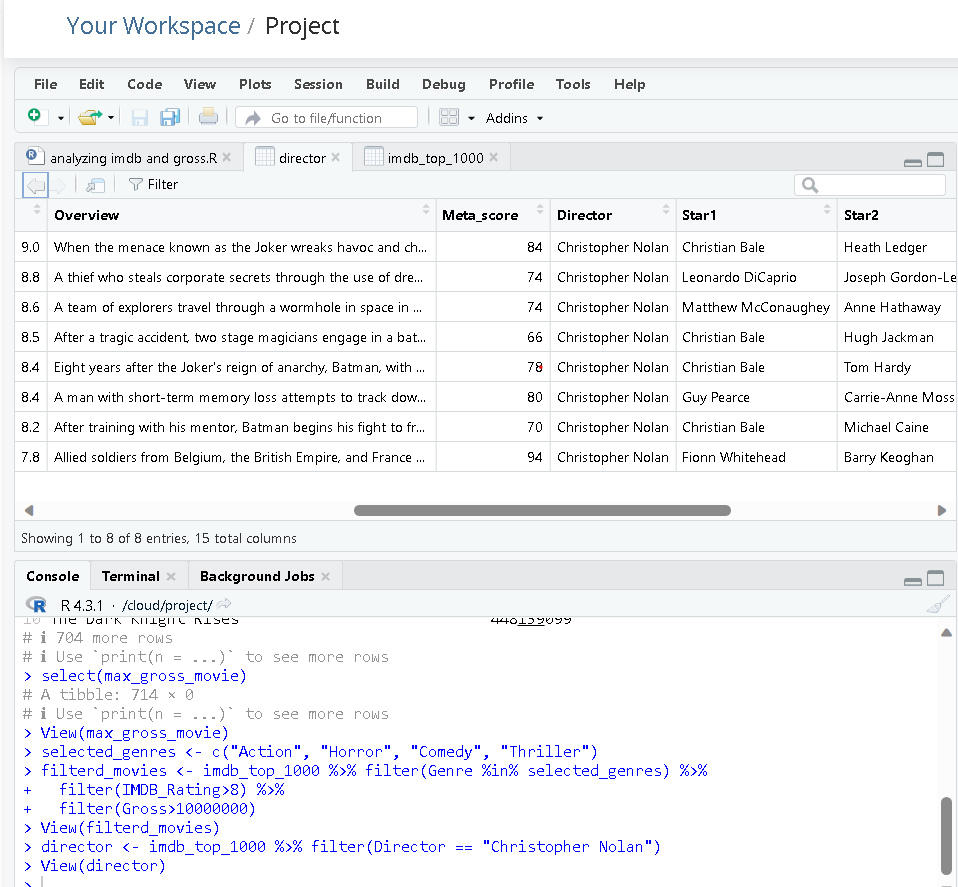 Your Workspace / Project
File Edit Code View Plots Session Build Debug Profile Tools Help
Go to file/function Addins
analyzing imdb and gross.R director imdb_top_1000
Filter
Overview Meta_score Director Star1 Star2
9.0 When the menace known as the Joker wreaks havoc and ch... 84 Christopher Nolan Christian Bale Heath Ledger
8.8 A thief who steals corporate secrets through the use of dre... 74 Christopher Nolan Leonardo DiCaprio Joseph Gordon-Le
8.6 A team of explorers travel through a wormhole in space in ... 74 Christopher Nolan Matthew McConaughey Anne Hathaway
8.5 After a tragic accident, two stage magicians engage in a bat... 66 Christopher Nolan Christian Bale Hugh Jackman
8.4 Eight years after the Joker's reign of anarchy, Batman, with ... 78 Christopher Nolan Christian Bale Tom Hardy
8.4 A man with short-term memory loss attempts to track dow... 80 Christopher Nolan Guy Pearce Carrie-Anne Moss
8.2 After training with his mentor, Batman begins his fight to fr... 70 Christopher Nolan Christian Bale Michael Caine
7.8 Allied soldiers from Belgium, the British Empire, and France ... 94 Christopher Nolan Fionn Whitehead Barry Keoghan
Showing 1 to 8 of 8 entries, 15 total columns
Console Terminal Background Jobs
R R 4.3.1 · /cloud/project/
10 The Dark Knight Rises 448139099
# ℹ 704 more rows
# ℹ Use `print(n = ...)` to see more rows
> select(max_gross_movie)
# A tibble: 714 × 0
# ℹ Use `print(n = ...)` to see more rows
> View(max_gross_movie)
> selected_genres <- c("Action", "Horror", "Comedy", "Thriller")
> filterd_movies <- imdb_top_1000 %>% filter(Genre %in% selected_genres) %>%
+ filter(IMDB_Rating>8) %>%
+ filter(Gross>10000000)
> View(filterd_movies)
> director <- imdb_top_1000 %>% filter(Director == "Christopher Nolan")
> View(director)
>